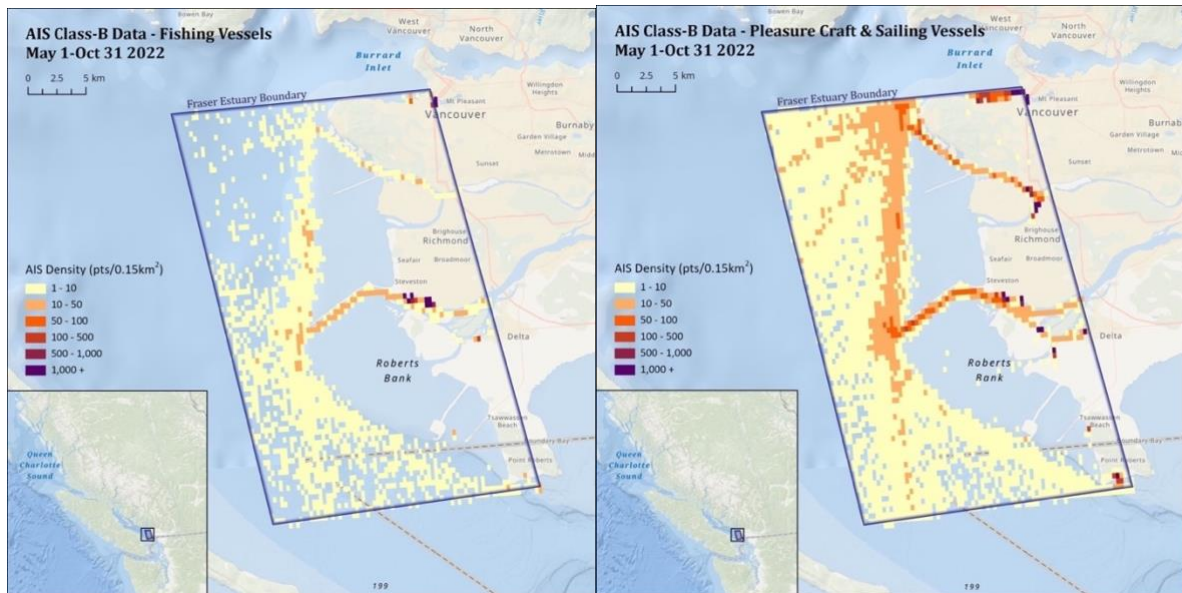 AIS Class-B Data - Fishing Vessels
May 1-Oct 31 2022
0 2.5 5 km
Bowen Bay
West
Vancouver
North
Vancouver
Burrard
Inlet
Willingdon
Heights
Fraser Estuary Boundary
Mt Pleasant
Vancouver
Burnaby
Garden Village
Metrotown
Sunset
Brighouse
Richmond
Seafair
Broadmoor
Steveston
AIS Density (pts/0.15km²)
1 - 10
10 - 50
50 - 100
100 - 500
500 - 1,000
1,000 +
Delta
Roberts
Bank
Tsawwassen
Beach
Boundary Bay
Point Roberts
Queen
Charlotte
Sound
199
AIS Class-B Data - Pleasure Craft & Sailing Vessels
May 1-Oct 31 2022
0 2.5 5 km
Bowen Bay
West
Vancouver
North
Vancouver
Burrard
Inlet
Willingdon
Heights
Fraser Estuary Boundary
Mt Pleasant
Vancouver
Burnaby
Garden Village
Metrotown
Sunset
Brighouse
Richmond
Seafair
Broadmoor
Steveston
AIS Density (pts/0.15km²)
1 - 10
10 - 50
50 - 100
100 - 500
500 - 1,000
1,000 +
Delta
Roberts
Bank
Tsawwassen
Beach
Boundary Bay
Point Roberts
Queen
Charlotte
Sound
199